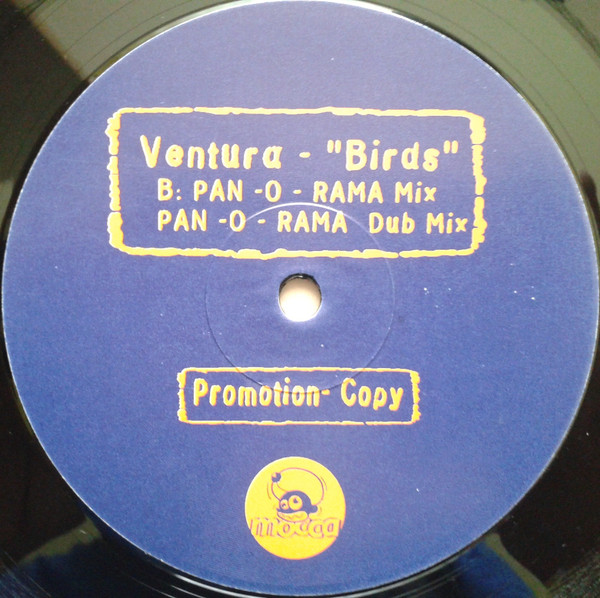 Ventura - "Birds"
B: PAN -O - RAMA Mix
PAN -O - RAMA Dub Mix
Promotion- Copy
mocca